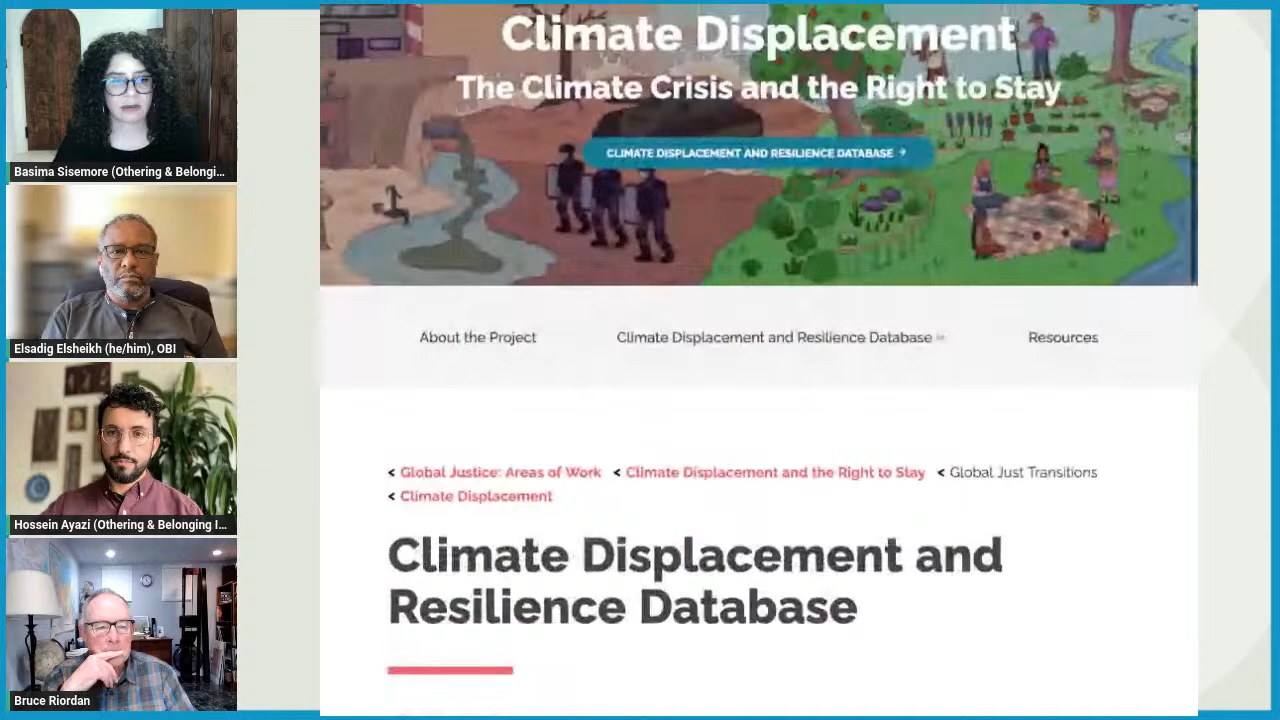 Basima Sisemore (Othering & Belongi...
Elsadig Elsheikh (he/him), OBI
Hossein Ayazi (Othering & Belonging I...
Bruce Riordan
Climate Displacement
The Climate Crisis and the Right to Stay
CLIMATE DISPLACEMENT AND RESILIENCE DATABASE
About the Project
Climate Displacement and Resilience Database
Resources
< Global Justice: Areas of Work < Climate Displacement and the Right to Stay < Global Just Transitions
< Climate Displacement
Climate Displacement and
Resilience Database